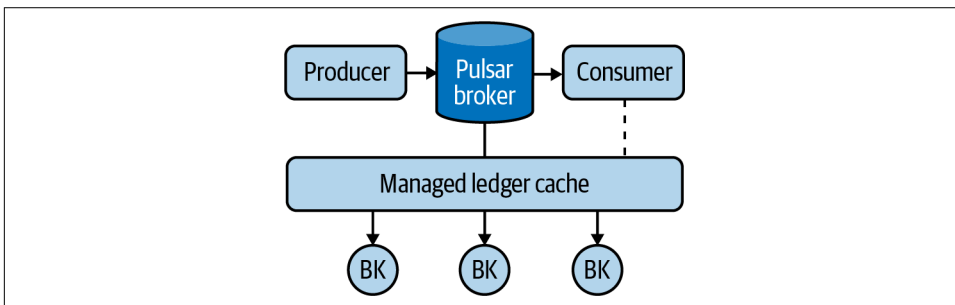 Producer
Pulsar
broker
Consumer
Managed ledger cache
BK
BK
BK